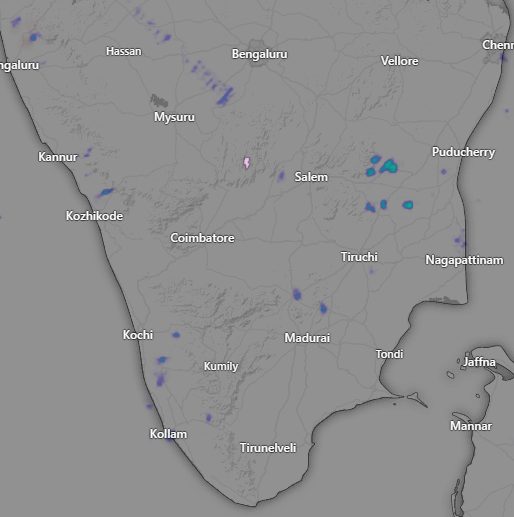 Hassan
Bengaluru
Vellore
Chenn
ngaluru
Mysuru
Kannur
Puducherry
Salem
Kozhikode
Coimbatore
Tiruchi
Nagapattinam
Kochi
Madurai
Tondi
Kumily
Jaffna
Mannar
Kollam
Tirunelveli